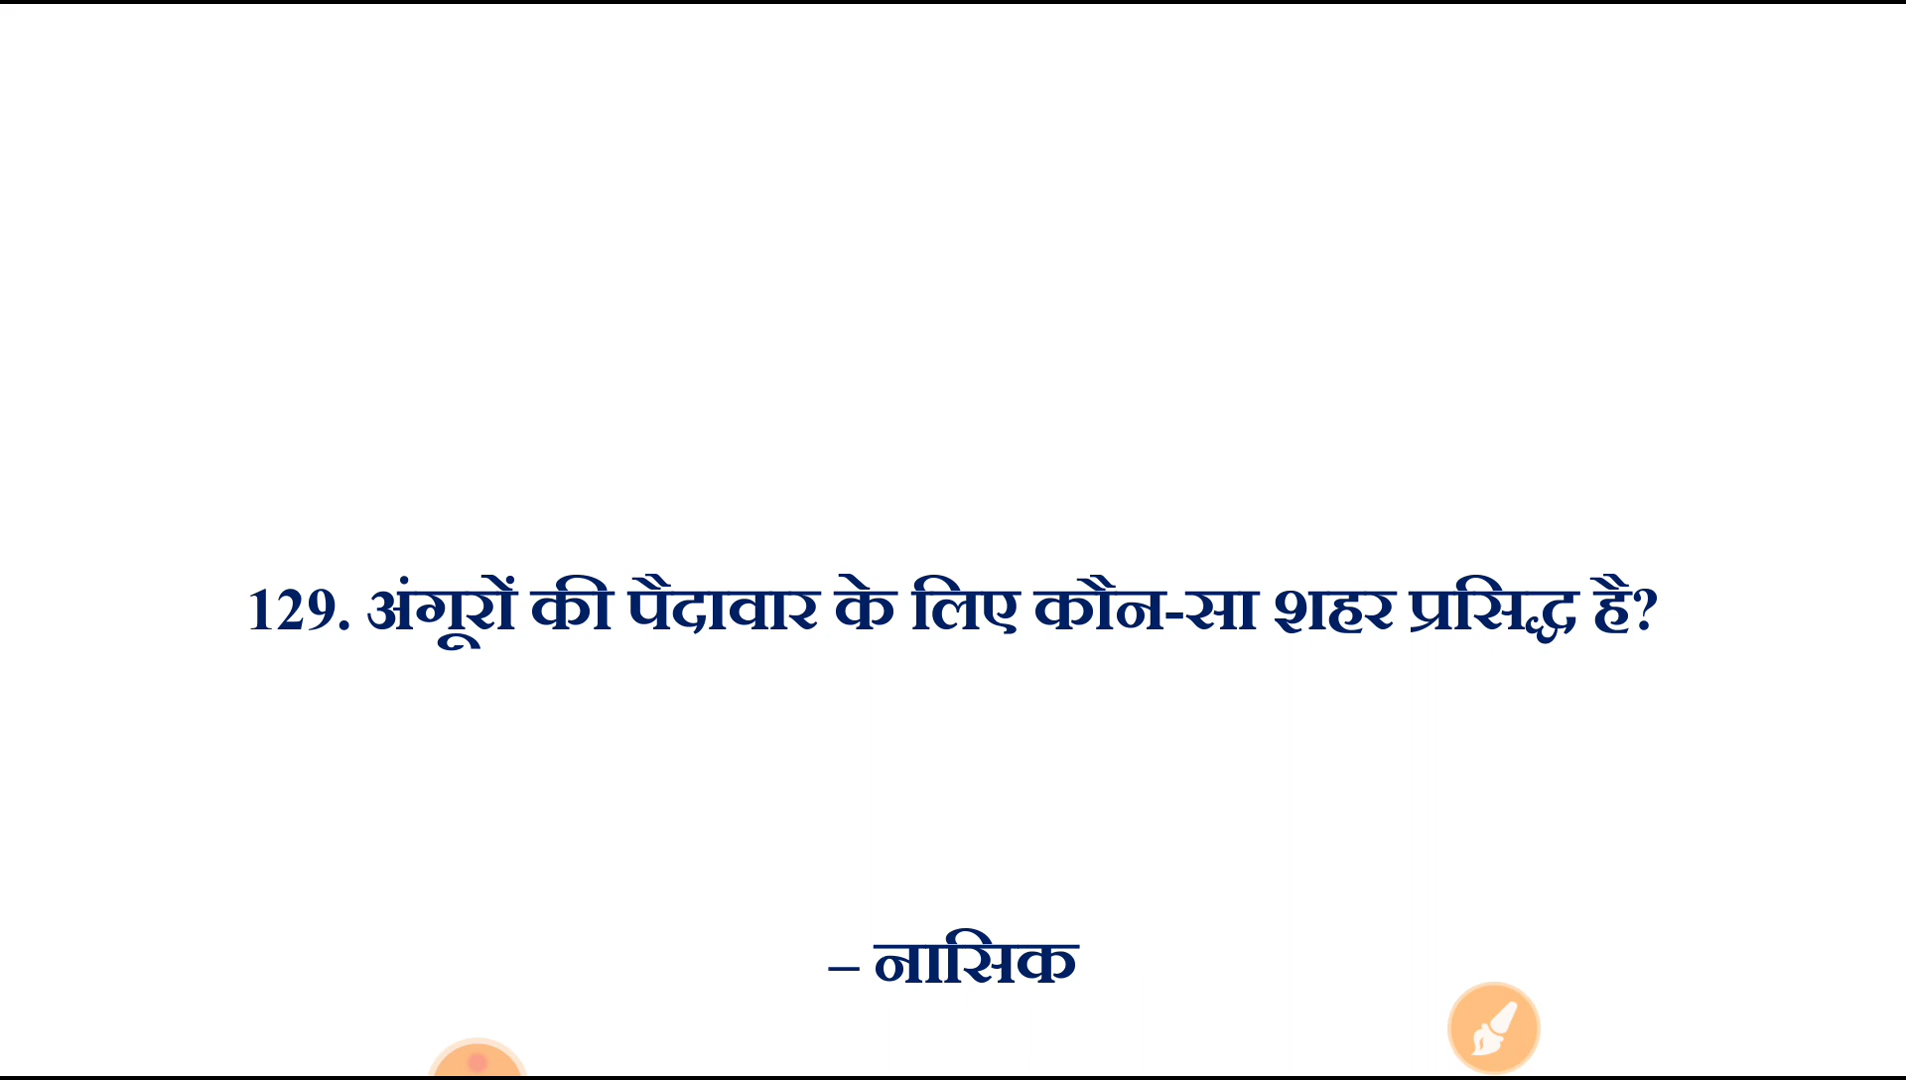 129. अंगूरों की पैदावार के लिए कौन-सा शहर प्रसिद्ध है?
– नासिक